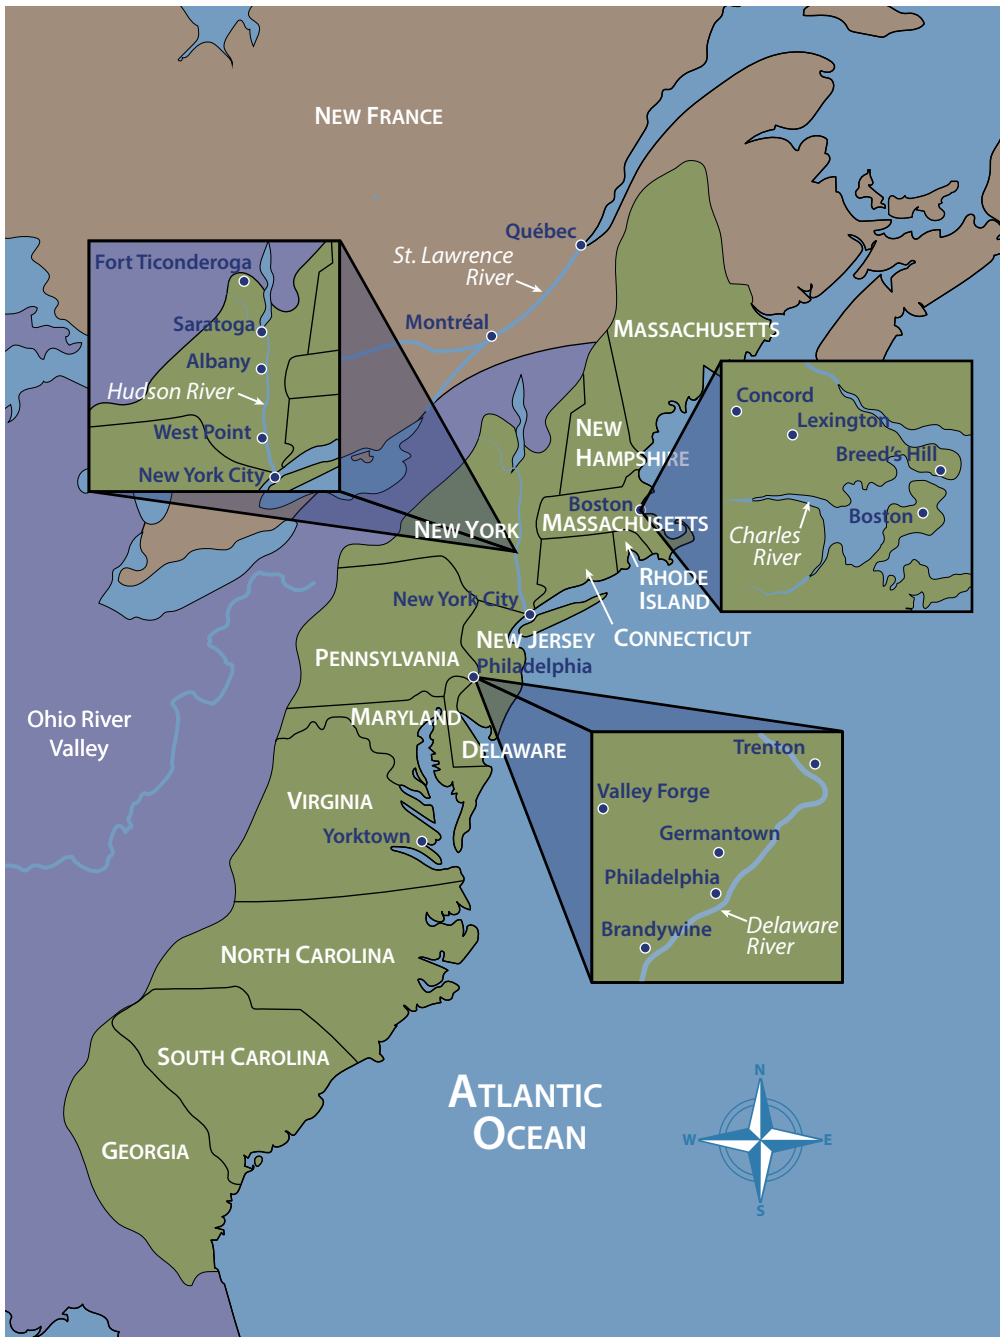 NEW FRANCE
Québec
St. Lawrence
River
Montréal
MASSACHUSETTS
Fort Ticonderoga
Saratoga
Albany
Hudson River
West Point
New York City
Concord
Lexington
Breed's Hill
Boston
Charles
River
NEW
HAMPSHIRE
Boston
MASSACHUSETTS
NEW YORK
RHODE
ISLAND
New York City
CONNECTICUT
NEW JERSEY
PENNSYLVANIA
Philadelphia
Ohio River
Valley
MARYLAND
DELAWARE
VIRGINIA
Yorktown
Trenton
Valley Forge
Germantown
Philadelphia
Brandywine
Delaware
River
NORTH CAROLINA
SOUTH CAROLINA
GEORGIA
ATLANTIC
OCEAN
N
W
E
S